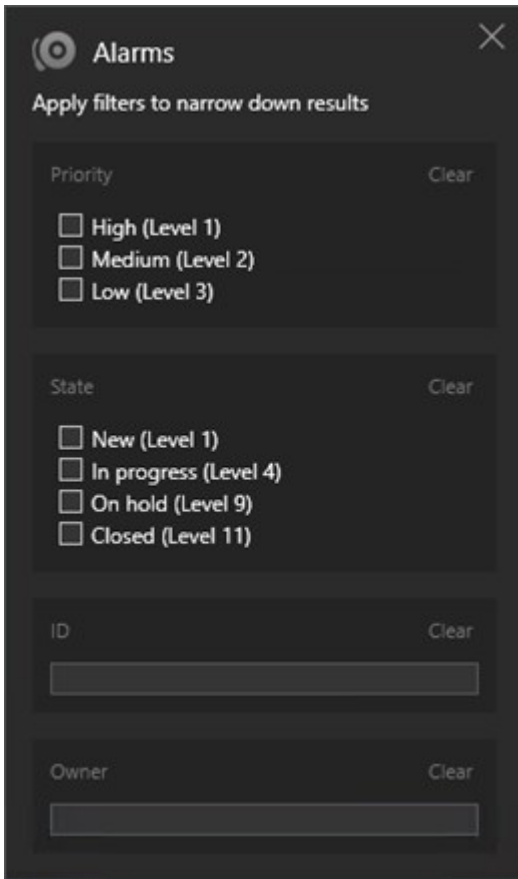 Alarms
Apply filters to narrow down results
Priority Clear
High (Level 1)
Medium (Level 2)
Low (Level 3)
State Clear
New (Level 1)
In progress (Level 4)
On hold (Level 9)
Closed (Level 11)
ID Clear
Owner Clear